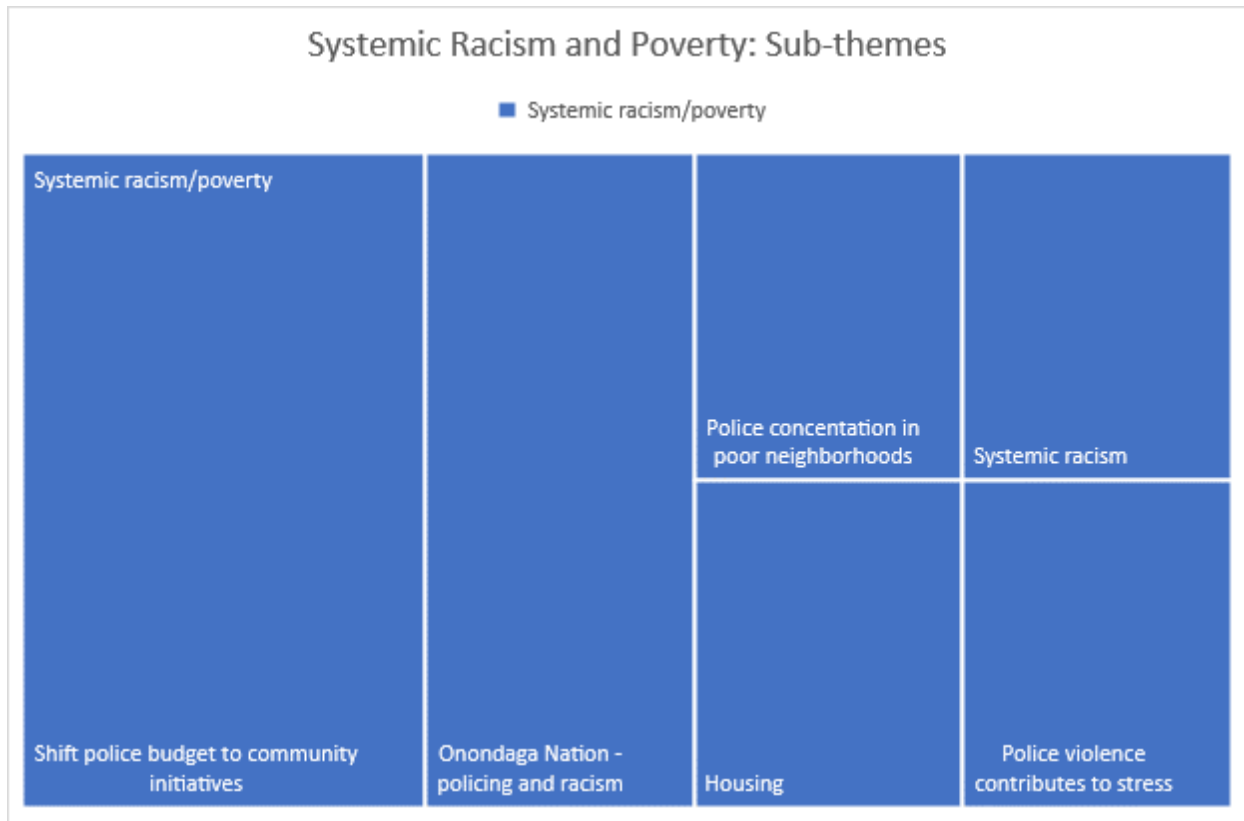 Systemic Racism and Poverty: Sub-themes
Systemic racism/poverty
Systemic racism/poverty
Shift police budget to community
initiatives
Onondaga Nation -
policing and racism
Police concentation in
poor neighborhoods
Systemic racism
Housing
Police violence
contributes to stress